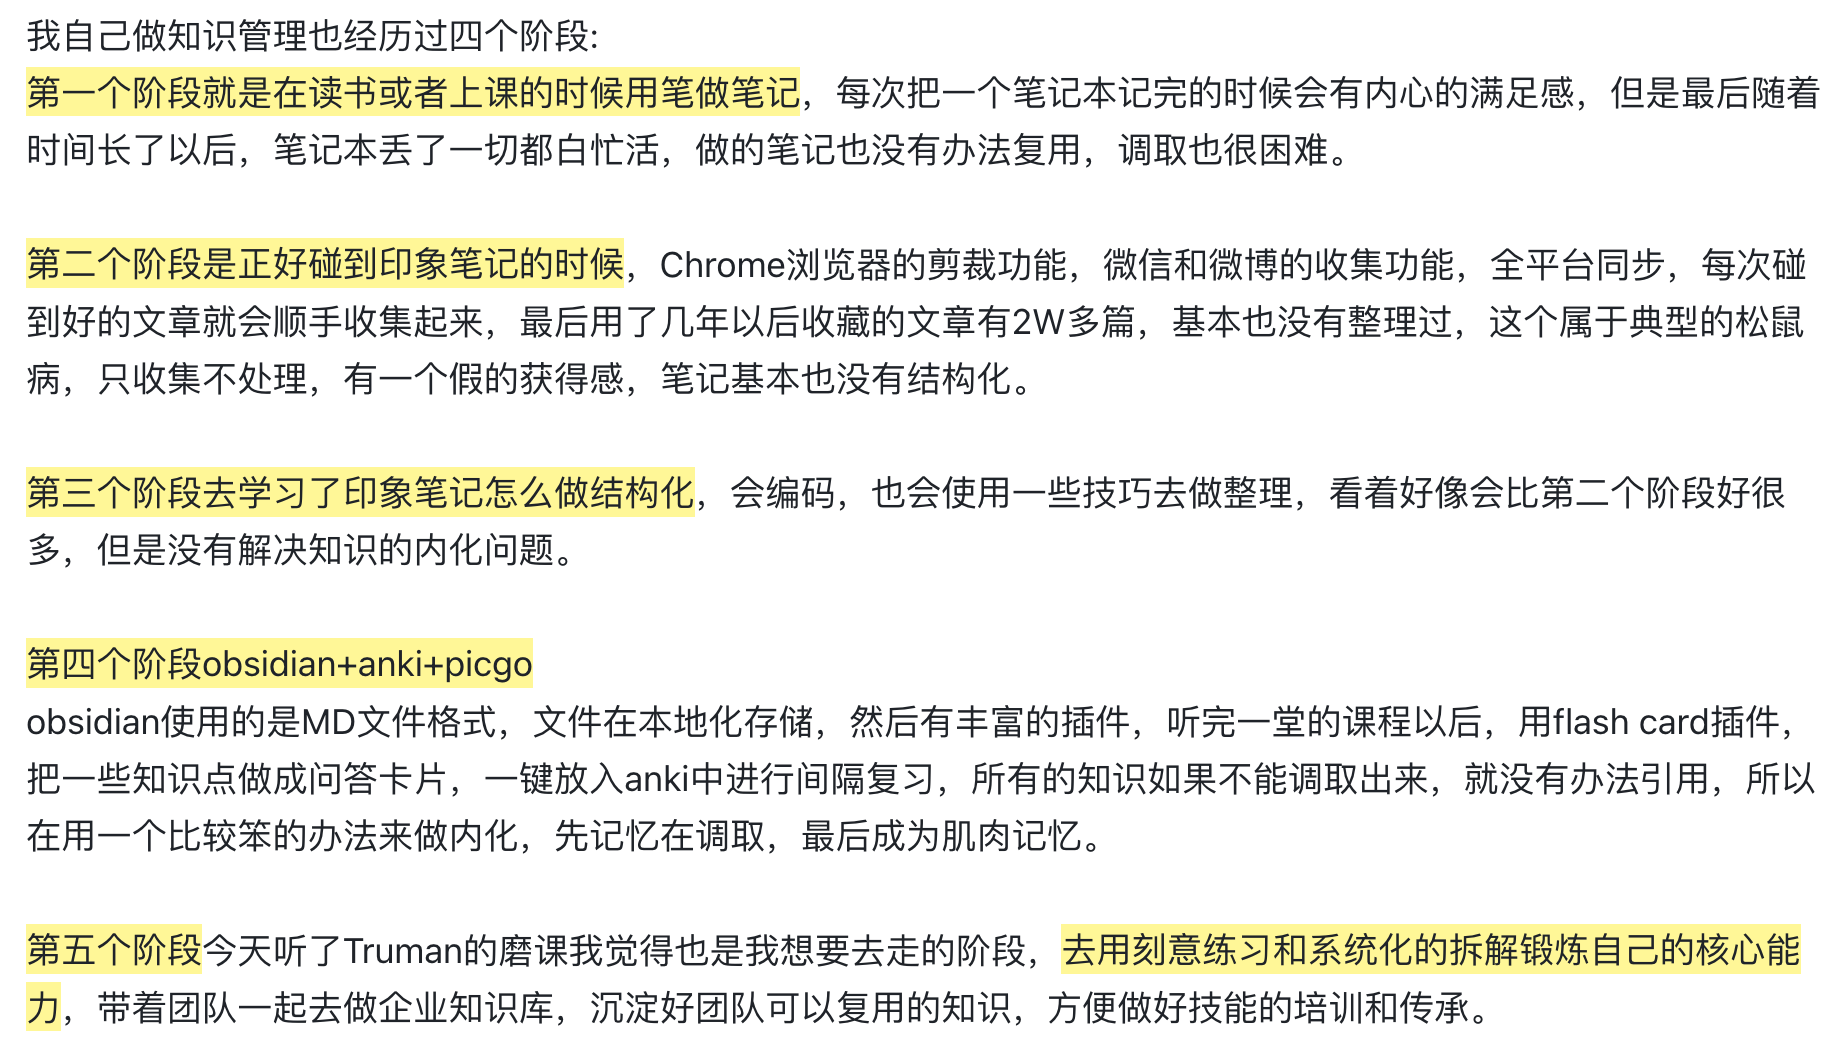 我自己做知识管理也经历过四个阶段:
第一个阶段就是在读书或者上课的时候用笔做笔记，每次把一个笔记本记完的时候会有内心的满足感，但是最后随着
时间长了以后，笔记本丢了一切都白忙活，做的笔记也没有办法复用，调取也很困难。
第二个阶段是正好碰到印象笔记的时候，Chrome浏览器的剪裁功能，微信和微博的收集功能，全平台同步，每次碰
到好的文章就会顺手收集起来，最后用了几年以后收藏的文章有2W多篇，基本也没有整理过，这个属于典型的松鼠
病，只收集不处理，有一个假的获得感，笔记基本也没有结构化。
第三个阶段去学习了印象笔记怎么做结构化，会编码，也会使用一些技巧去做整理，看着好像会比第二个阶段好很
多，但是没有解决知识的内化问题。
第四个阶段obsidian+anki+picgo
obsidian使用的是MD文件格式，文件在本地化存储，然后有丰富的插件，听完一堂的课程以后，用flash card插件，
把一些知识点做成问答卡片，一键放入anki中进行间隔复习，所有的知识如果不能调取出来，就没有办法引用，所以
在用一个比较笨的办法来做内化，先记忆在调取，最后成为肌肉记忆。
第五个阶段今天听了Truman的磨课我觉得也是我想要去走的阶段，去用刻意练习和系统化的拆解锻炼自己的核心能
力，带着团队一起去做企业知识库，沉淀好团队可以复用的知识，方便做好技能的培训和传承。